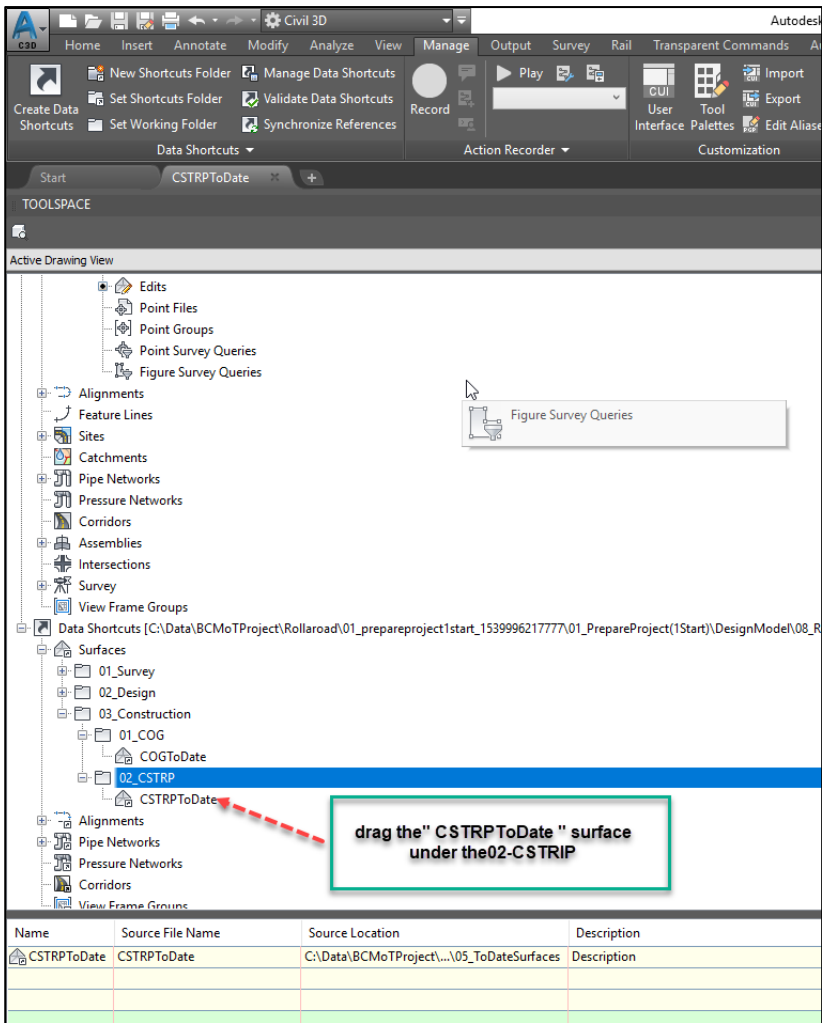 Civil 3D
Autodesk
C3D
Home Insert Annotate Modify Analyze View Manage Output Survey Rail Transparent Commands
New Shortcuts Folder Manage Data Shortcuts Play Import
Create Data Set Shortcuts Folder Validate Data Shortcuts Record CUI User Tool Export
Shortcuts Set Working Folder Synchronize References Interface Palettes Edit Aliase
Data Shortcuts Action Recorder Customization
Start CSTRPToDate
TOOLSPACE
Active Drawing View
Edits
Point Files
Point Groups
Point Survey Queries
Figure Survey Queries
Alignments
Figure Survey Queries
Feature Lines
Sites
Catchments
Pipe Networks
Pressure Networks
Corridors
Assemblies
Intersections
Survey
View Frame Groups
Data Shortcuts [C:\Data\BCMoTProject\Rollaroad\01_prepareproject1start_1539996217777\01_PrepareProject(1Start)\DesignModel\08_R
Surfaces
01_Survey
02_Design
03_Construction
01_COG
COGToDate
02_CSTRP
CSTRPToDate
drag the" CSTRPToDate " surface
under the02-CSTRIP
Alignments
Pipe Networks
Pressure Networks
Corridors
View Frame Groups
Name Source File Name Source Location Description
CSTRPToDate CSTRPToDate C:\Data\BCMoTProject\...\05_ToDateSurfaces Description